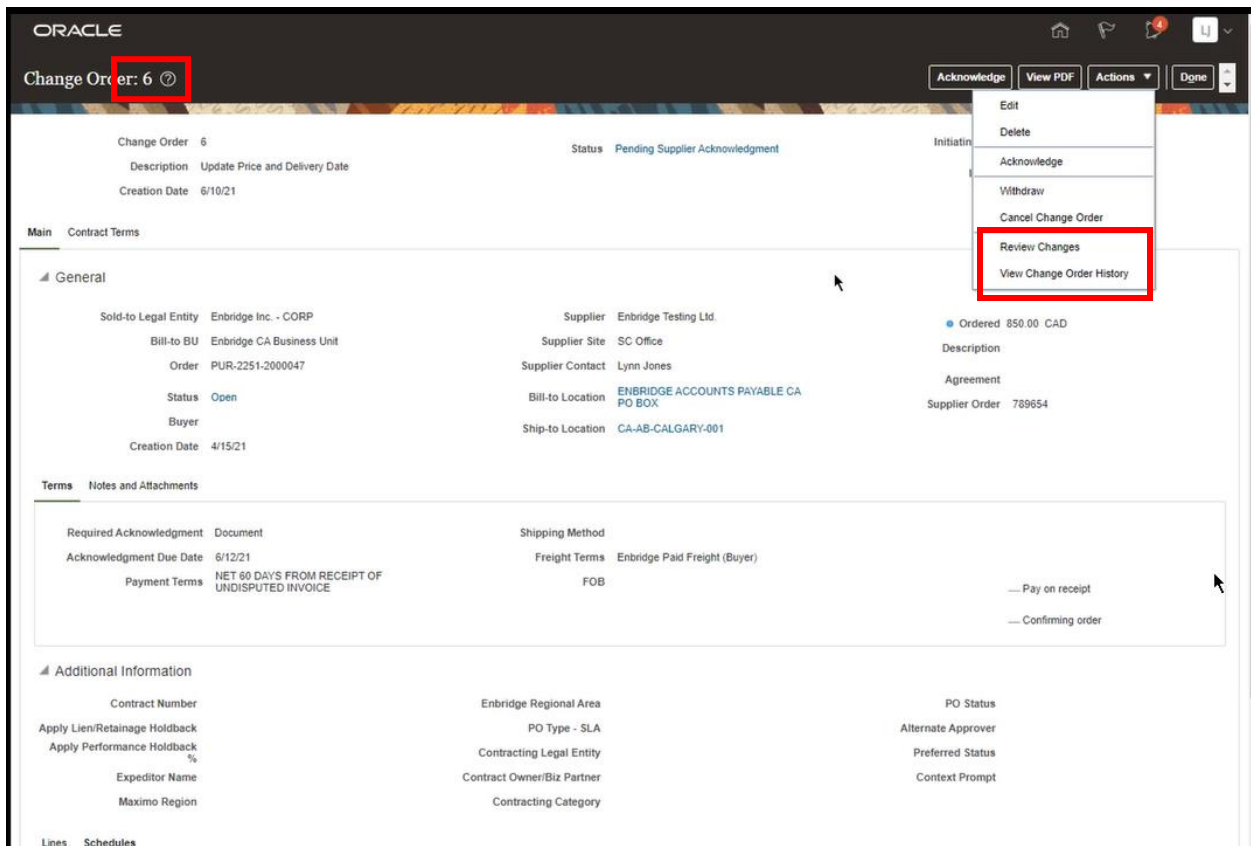 ORACLE
4
LJ
Change Order: 6
Acknowledge View PDF Actions Done
Edit
Delete
Acknowledge
Withdraw
Cancel Change Order
Review Changes
View Change Order History
Change Order 6
Description Update Price and Delivery Date
Creation Date 6/10/21
Status Pending Supplier Acknowledgment
Main Contract Terms
General
Sold-to Legal Entity Enbridge Inc. - CORP
Bill-to BU Enbridge CA Business Unit
Order PUR-2251-2000047
Status Open
Buyer
Creation Date 4/15/21
Supplier Enbridge Testing Ltd.
Supplier Site SC Office
Supplier Contact Lynn Jones
Bill-to Location ENBRIDGE ACCOUNTS PAYABLE CA
PO BOX
Ship-to Location CA-AB-CALGARY-001
Ordered 850.00 CAD
Description
Agreement
Supplier Order 789654
Terms Notes and Attachments
Required Acknowledgment Document
Acknowledgment Due Date 6/12/21
Payment Terms NET 60 DAYS FROM RECEIPT OF
UNDISPUTED INVOICE
Shipping Method
Freight Terms Enbridge Paid Freight (Buyer)
FOB
Pay on receipt
Confirming order
Additional Information
Contract Number
Apply Lien/Retainage Holdback
Apply Performance Holdback
%
Expeditor Name
Maximo Region
Enbridge Regional Area
PO Type - SLA
Contracting Legal Entity
Contract Owner/Biz Partner
Contracting Category
PO Status
Alternate Approver
Preferred Status
Context Prompt
Lines Schedules